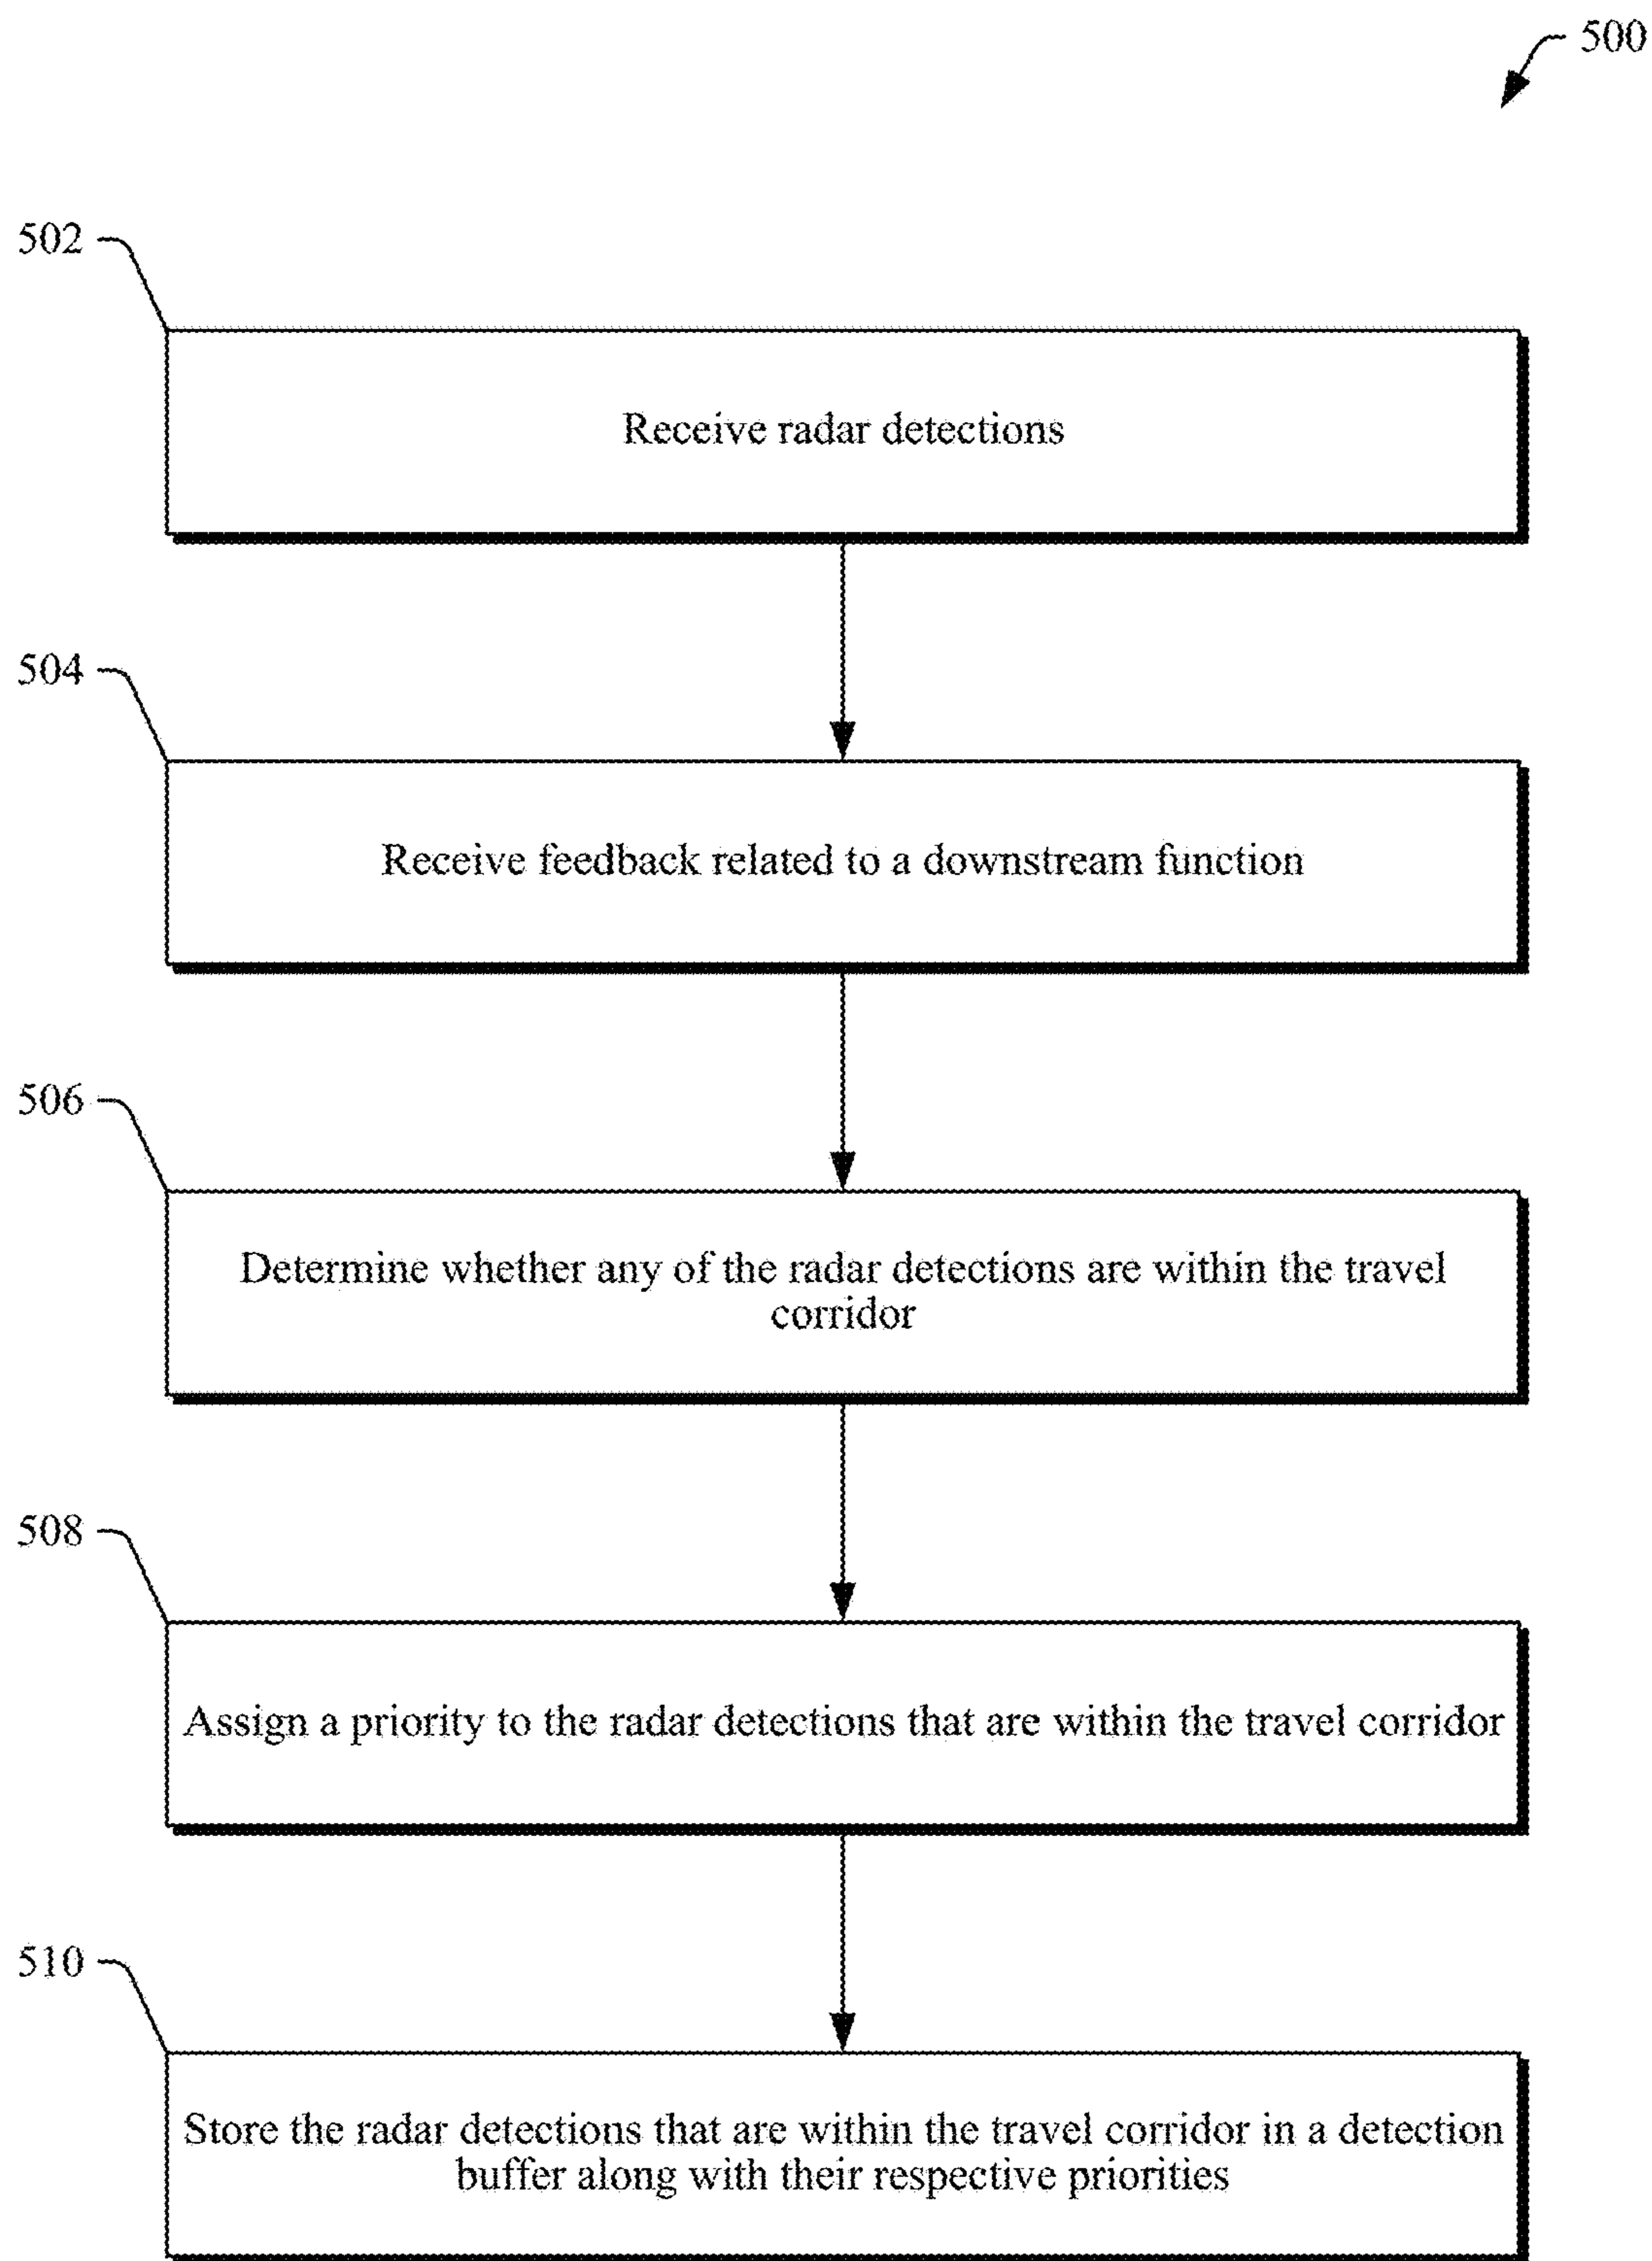 500
502
Receive radar detections
504
Receive feedback related to a downstream function
506
Determine whether any of the radar detections are within the travel
corridor
508
Assign a priority to the radar detections that are within the travel corridor
510
Store the radar detections that are within the travel corridor in a detection
buffer along with their respective priorities